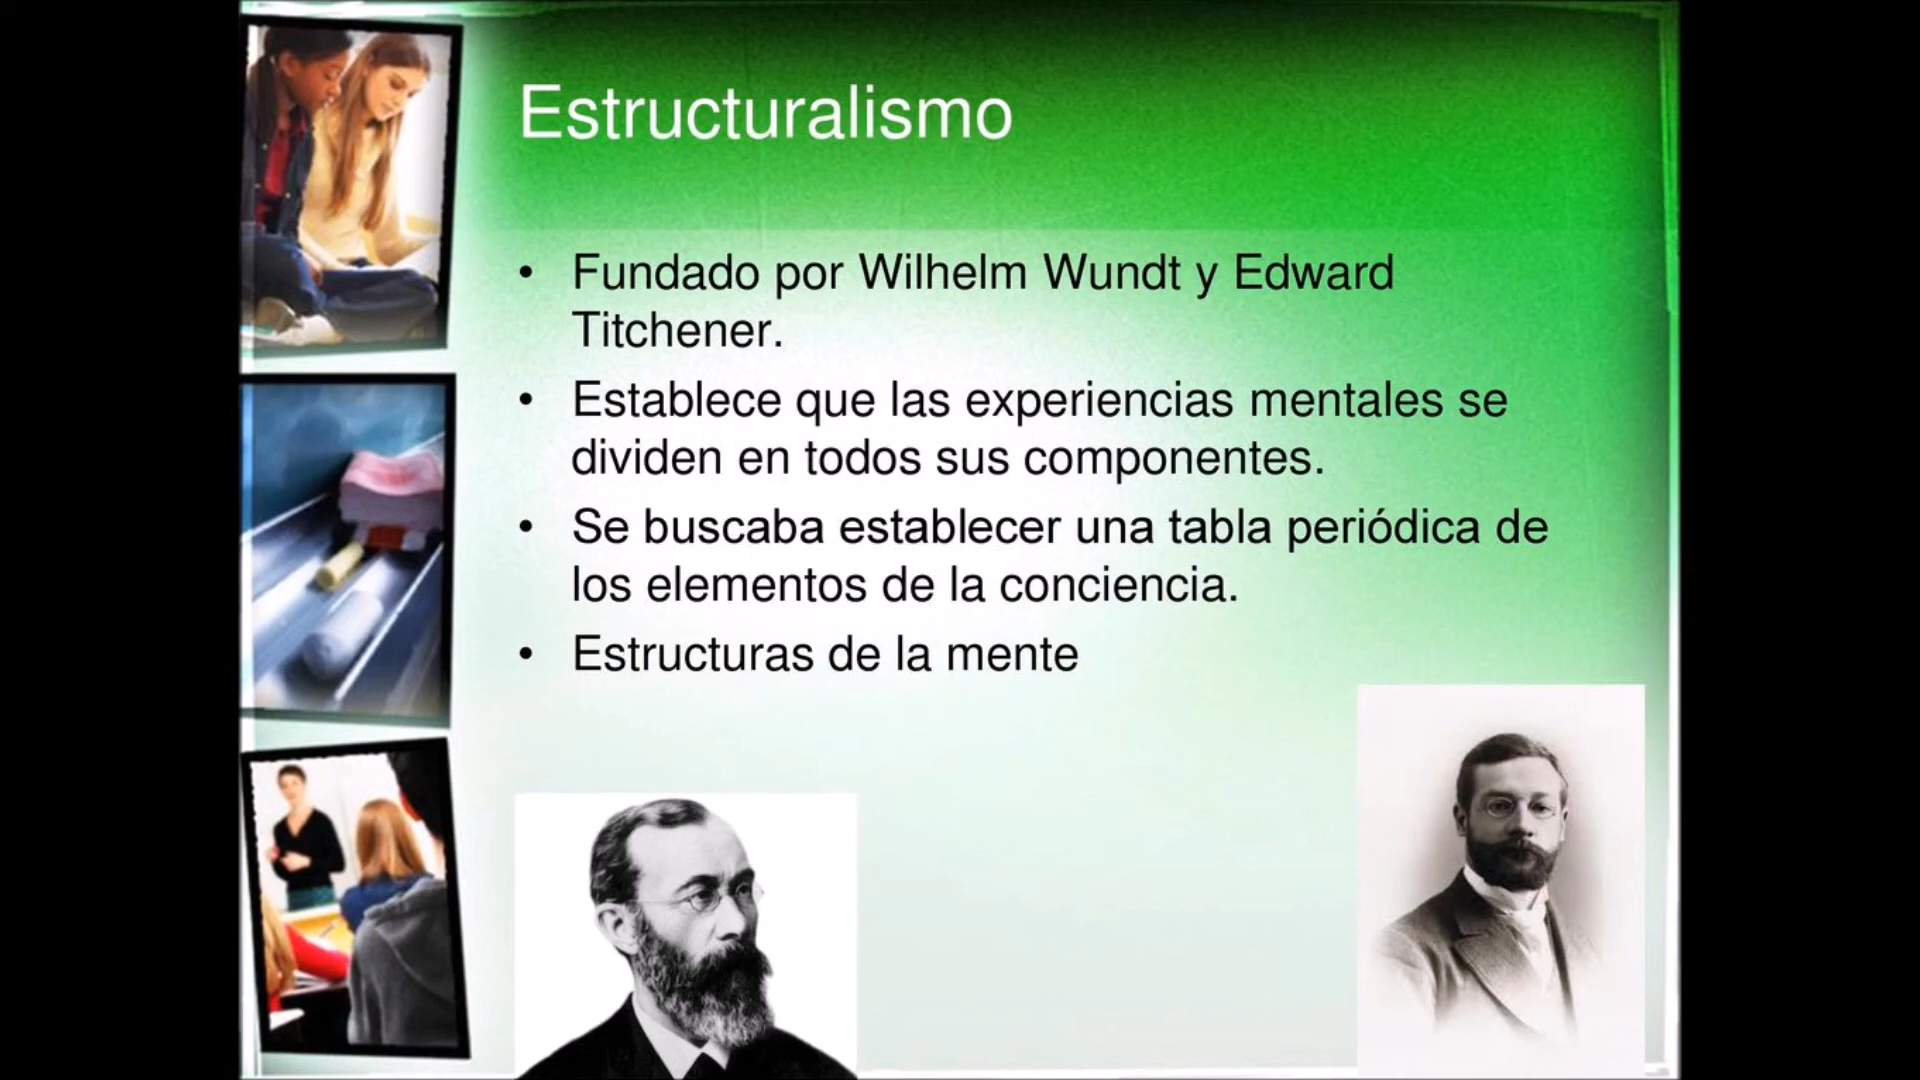 Estructuralismo
• Fundado por Wilhelm Wundt y Edward
Titchener.
• Establece que las experiencias mentales se
dividen en todos sus componentes.
• Se buscaba establecer una tabla periódica de
los elementos de la conciencia.
• Estructuras de la mente